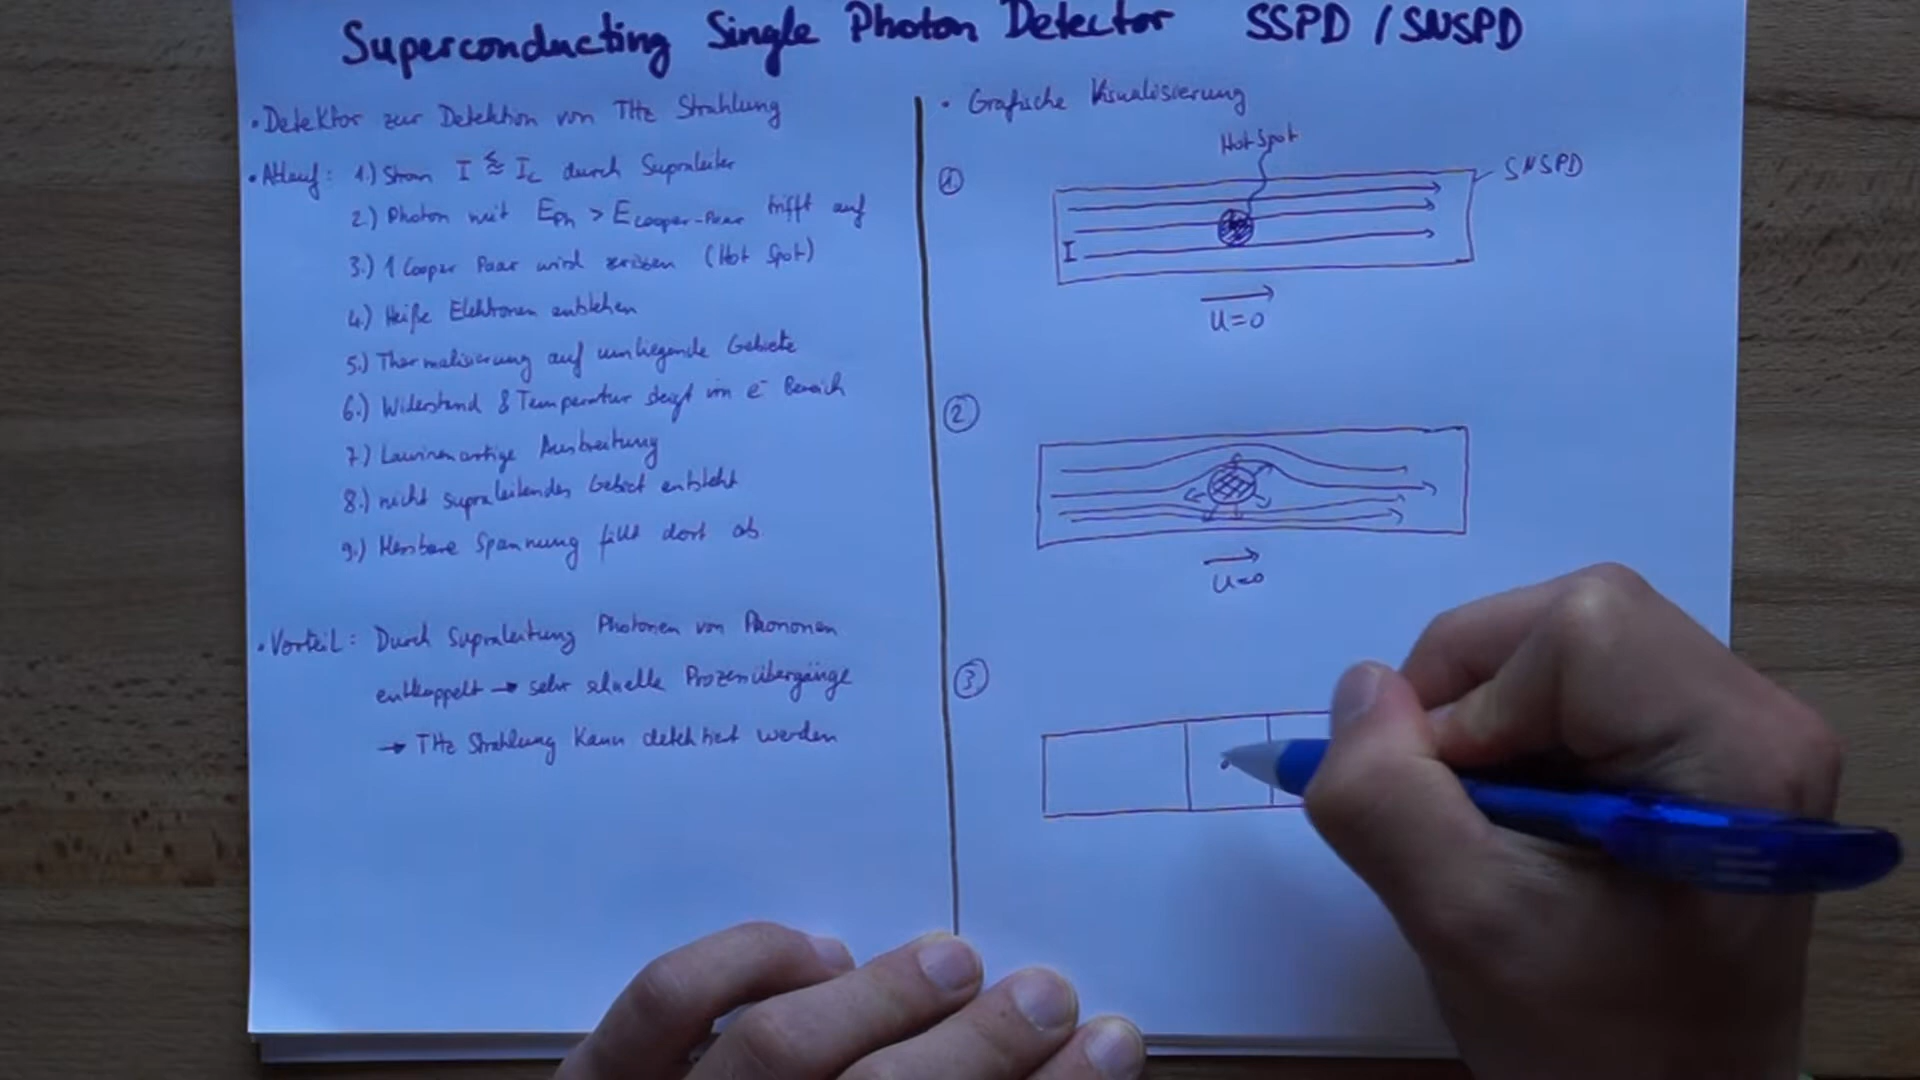 Superconducting Single Photon Detector SSPD / SNSPD
• Detektor zur Detektion von THz Strahlung
• Ablauf: 1.) Strom I ⪅ Ic durch Supraleiter
2.) Photon mit EPh > ECooper-Paar trifft auf
3.) 1 Cooper Paar wird zerissen (Hot Spot)
4.) Heiße Elektronen entstehen
5.) Thermalisierung auf umliegende Gebiete
6.) Widerstand & Temperatur steigt im e⁻ Bereich
7.) Lawinenartige Ausbreitung
8.) nicht supraleitendes Gebiet entsteht
9.) Messbare Spannung fällt dort ab
• Vorteil: Durch Supraleitung Photonen von Phononen
entkoppelt → sehr schnelle Prozessübergänge
→ THz Strahlung kann detektiert werden
• Grafische Visualisierung
Hot Spot
1
SNSPD
I
U=0
2
U=0
3